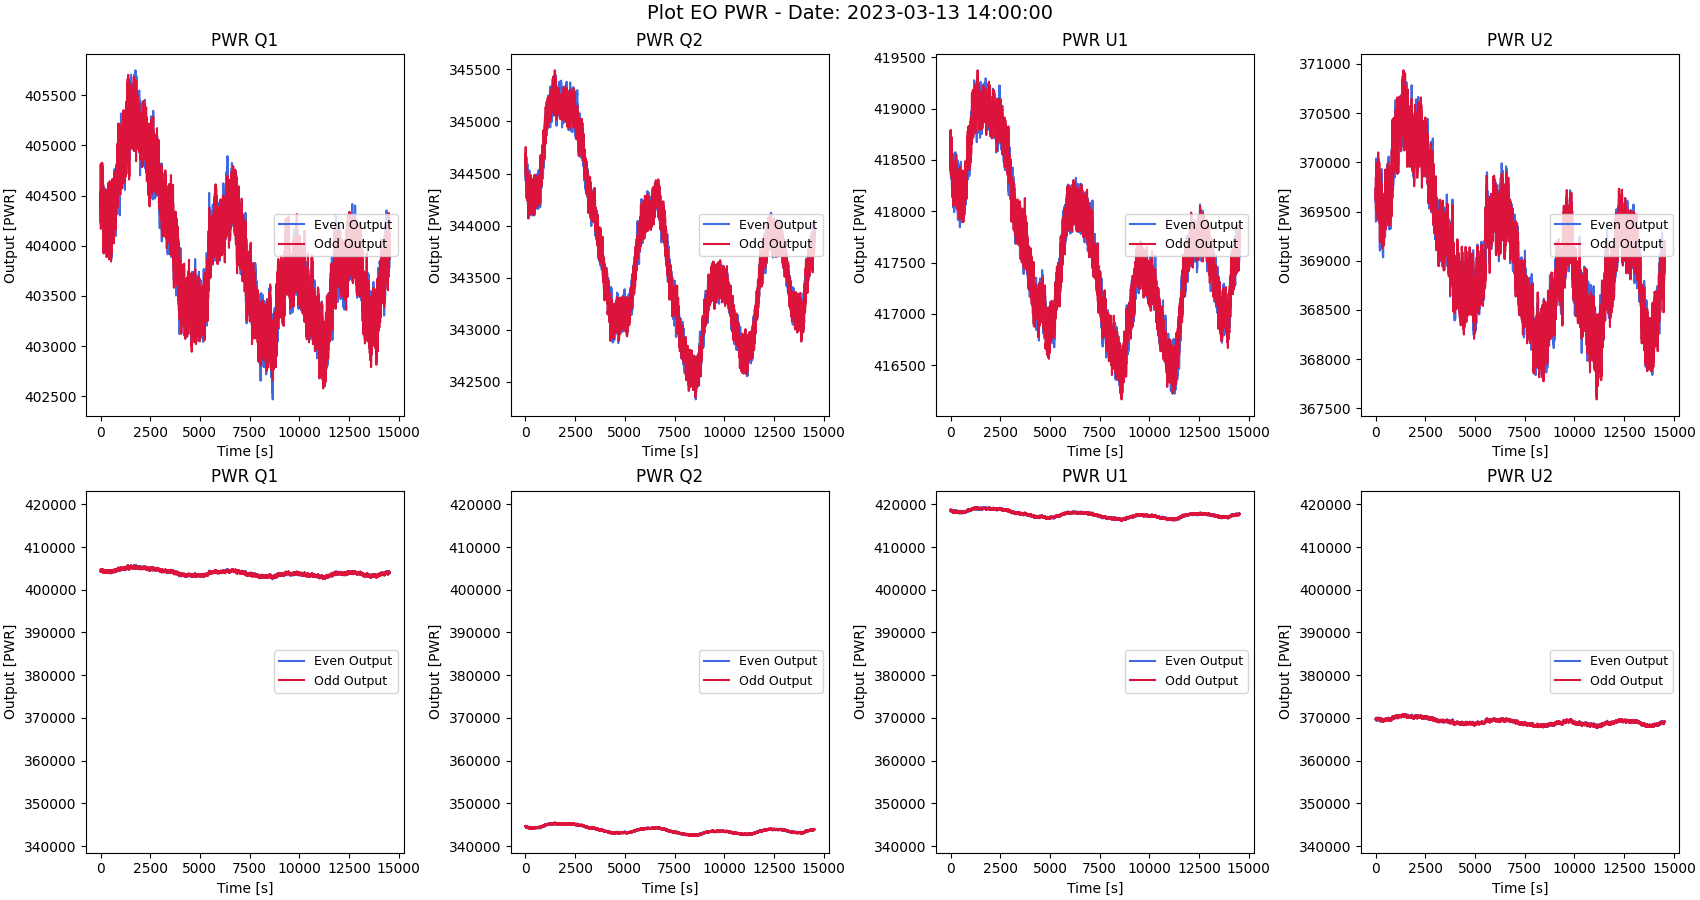 Plot EO PWR - Date: 2023-03-13 14:00:00
PWR Q1
Output [PWR]
405500
405000
404500
404000
403500
403000
402500
Even Output
Odd Output
0 2500 5000 7500 10000 12500 15000
Time [s]
PWR Q2
Output [PWR]
345500
345000
344500
344000
343500
343000
342500
Even Output
Odd Output
0 2500 5000 7500 10000 12500 15000
Time [s]
PWR U1
Output [PWR]
419500
419000
418500
418000
417500
417000
416500
Even Output
Odd Output
0 2500 5000 7500 10000 12500 15000
Time [s]
PWR U2
Output [PWR]
371000
370500
370000
369500
369000
368500
368000
367500
Even Output
Odd Output
0 2500 5000 7500 10000 12500 15000
Time [s]
PWR Q1
Output [PWR]
420000
410000
400000
390000
380000
370000
360000
350000
340000
Even Output
Odd Output
0 2500 5000 7500 10000 12500 15000
Time [s]
PWR Q2
Output [PWR]
420000
410000
400000
390000
380000
370000
360000
350000
340000
Even Output
Odd Output
0 2500 5000 7500 10000 12500 15000
Time [s]
PWR U1
Output [PWR]
420000
410000
400000
390000
380000
370000
360000
350000
340000
Even Output
Odd Output
0 2500 5000 7500 10000 12500 15000
Time [s]
PWR U2
Output [PWR]
420000
410000
400000
390000
380000
370000
360000
350000
340000
Even Output
Odd Output
0 2500 5000 7500 10000 12500 15000
Time [s]